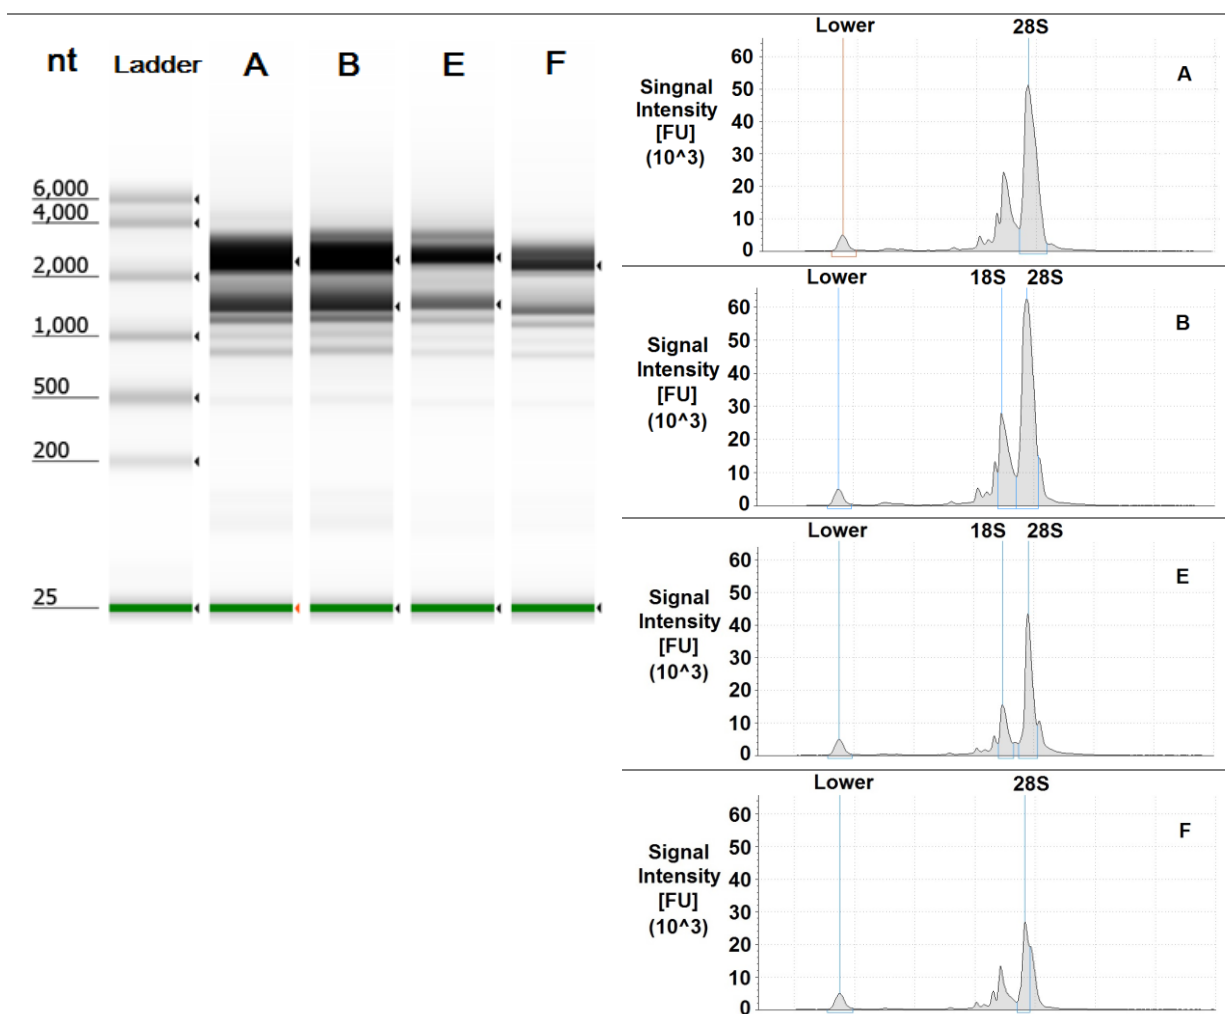 nt Ladder A B E F
6,000
4,000
2,000
1,000
500
200
25
Lower 28S
60
50
40
30
20
10
0
Singnal
Intensity
[FU]
(10^3)
A
Lower 18S 28S
60
50
40
30
20
10
0
Signal
Intensity
[FU]
(10^3)
B
Lower 18S 28S
60
50
40
30
20
10
0
Signal
Intensity
[FU]
(10^3)
E
Lower 28S
60
50
40
30
20
10
0
Signal
Intensity
[FU]
(10^3)
F